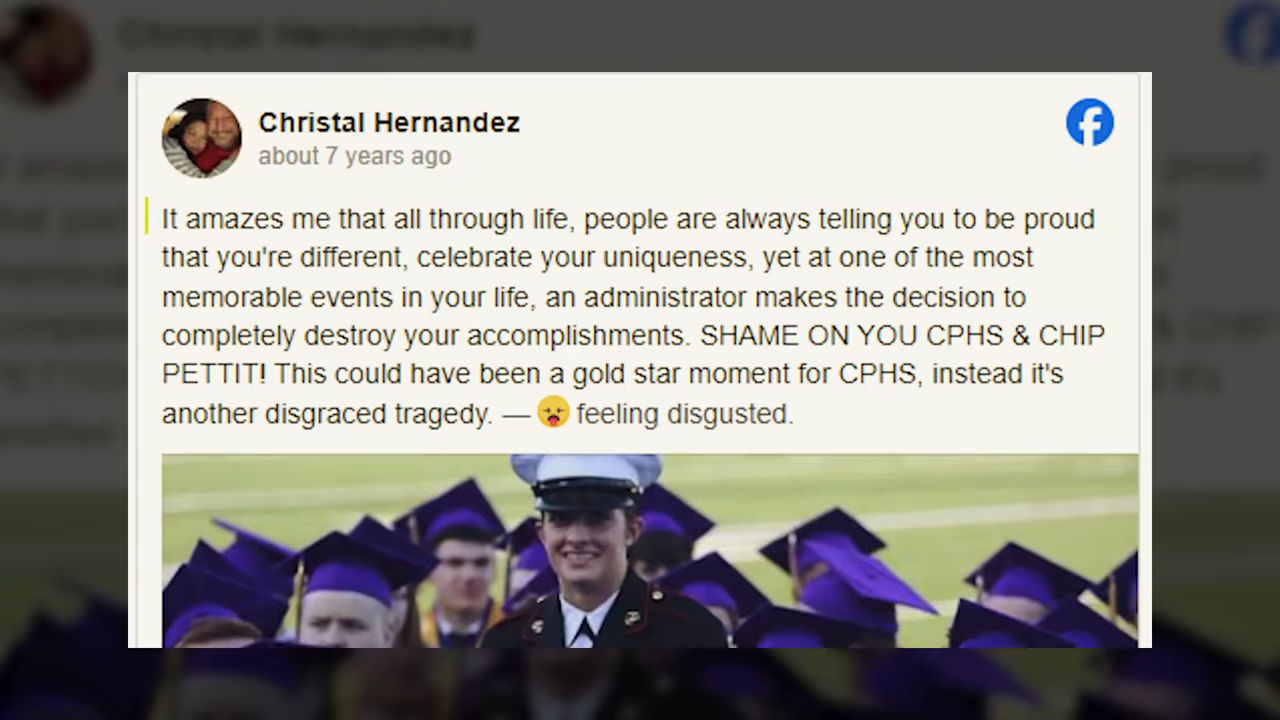 Christal Hernandez
about 7 years ago
It amazes me that all through life, people are always telling you to be proud
that you're different, celebrate your uniqueness, yet at one of the most
memorable events in your life, an administrator makes the decision to
completely destroy your accomplishments. SHAME ON YOU CPHS & CHIP
PETTIT! This could have been a gold star moment for CPHS, instead it's
another disgraced tragedy. — 😲 feeling disgusted.